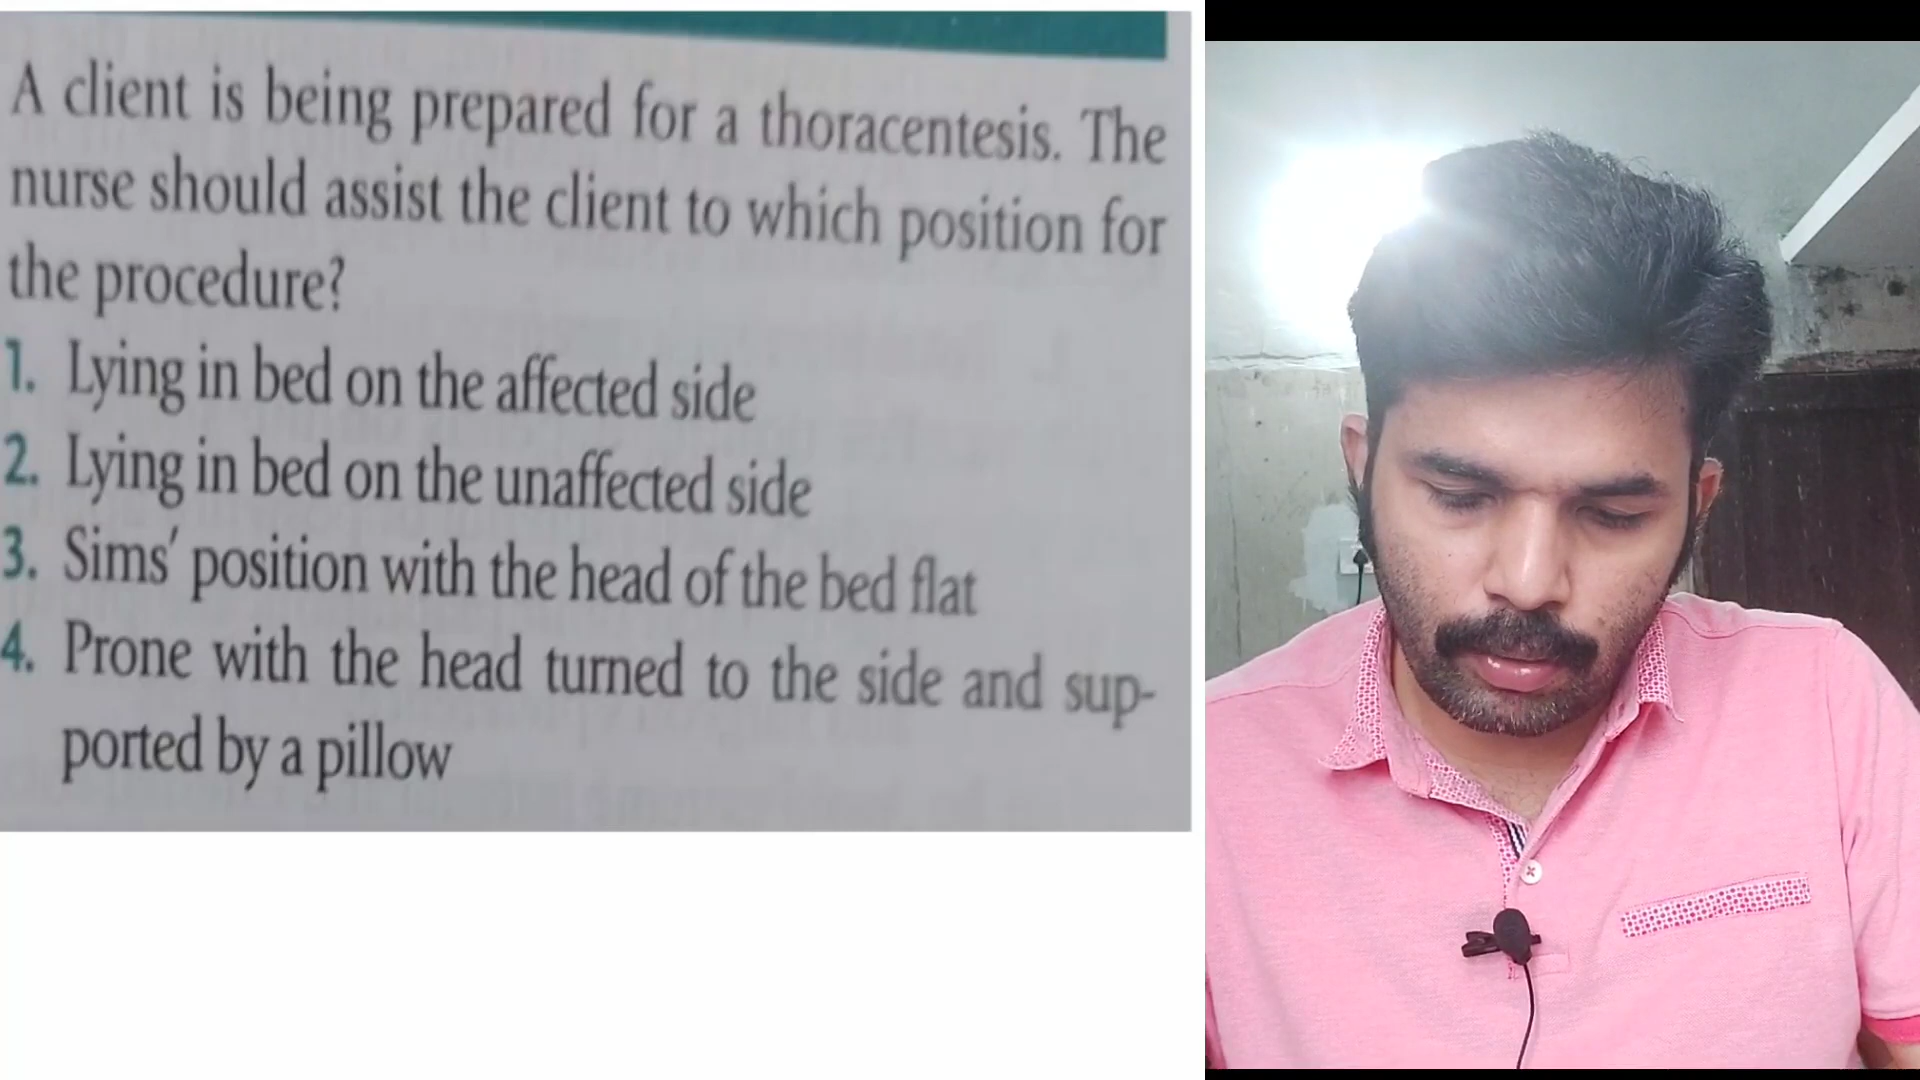 A client is being prepared for a thoracentesis. The
nurse should assist the client to which position for
the procedure?
1. Lying in bed on the affected side
2. Lying in bed on the unaffected side
3. Sims' position with the head of the bed flat
4. Prone with the head turned to the side and sup-
ported by a pillow